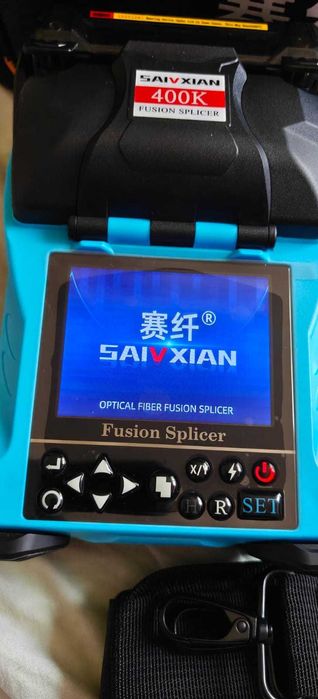 SAIVXIAN
400K
FUSION SPLICER
赛纤®
SAIVXIAN
OPTICAL FIBER FUSION SPLICER
Fusion Splicer
X/Y
H
R
SET